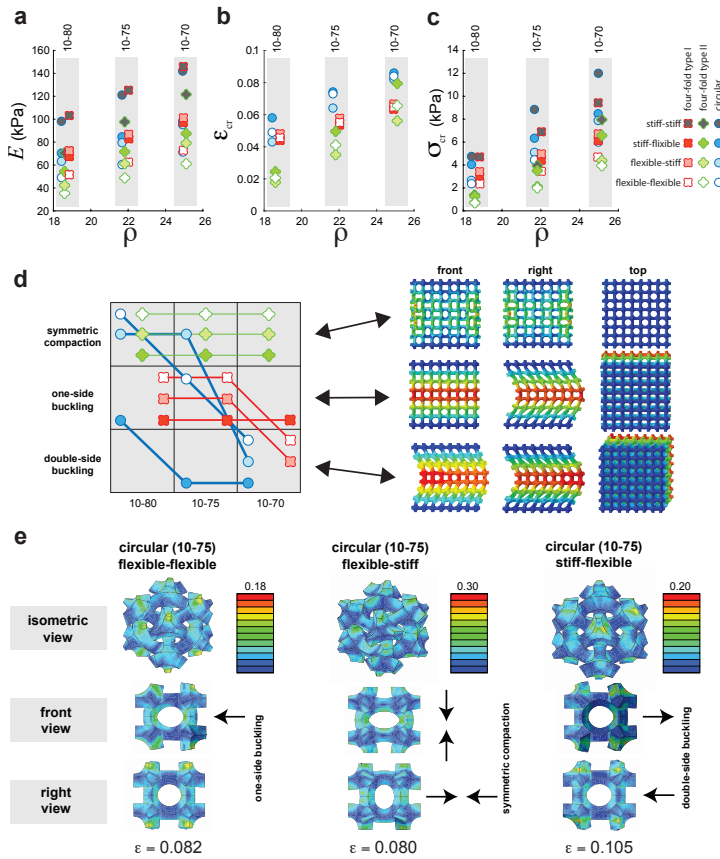 a
b
c
10-80
10-75
10-70
10-80
10-75
10-70
10-80
10-75
10-70
E (kPa)
160
140
120
100
80
60
40
20
18
20
22
24
26
ρ
ε_cr
0.1
0.08
0.06
0.04
0.02
0
18
20
22
24
26
ρ
σ_cr (kPa)
14
12
10
8
6
4
2
0
18
20
22
24
26
ρ
four-fold type I
four-fold type II
circular
stiff-stiff
stiff-flexible
flexible-stiff
flexible-flexible
d
symmetric
compaction
one-side
buckling
double-side
buckling
10-80
10-75
10-70
front
right
top
e
circular (10-75)
flexible-flexible
circular (10-75)
flexible-stiff
circular (10-75)
stiff-flexible
isometric
view
0.18
0.30
0.20
front
view
right
view
one-side buckling
symmetric compaction
double-side buckling
ε = 0.082
ε = 0.080
ε = 0.105